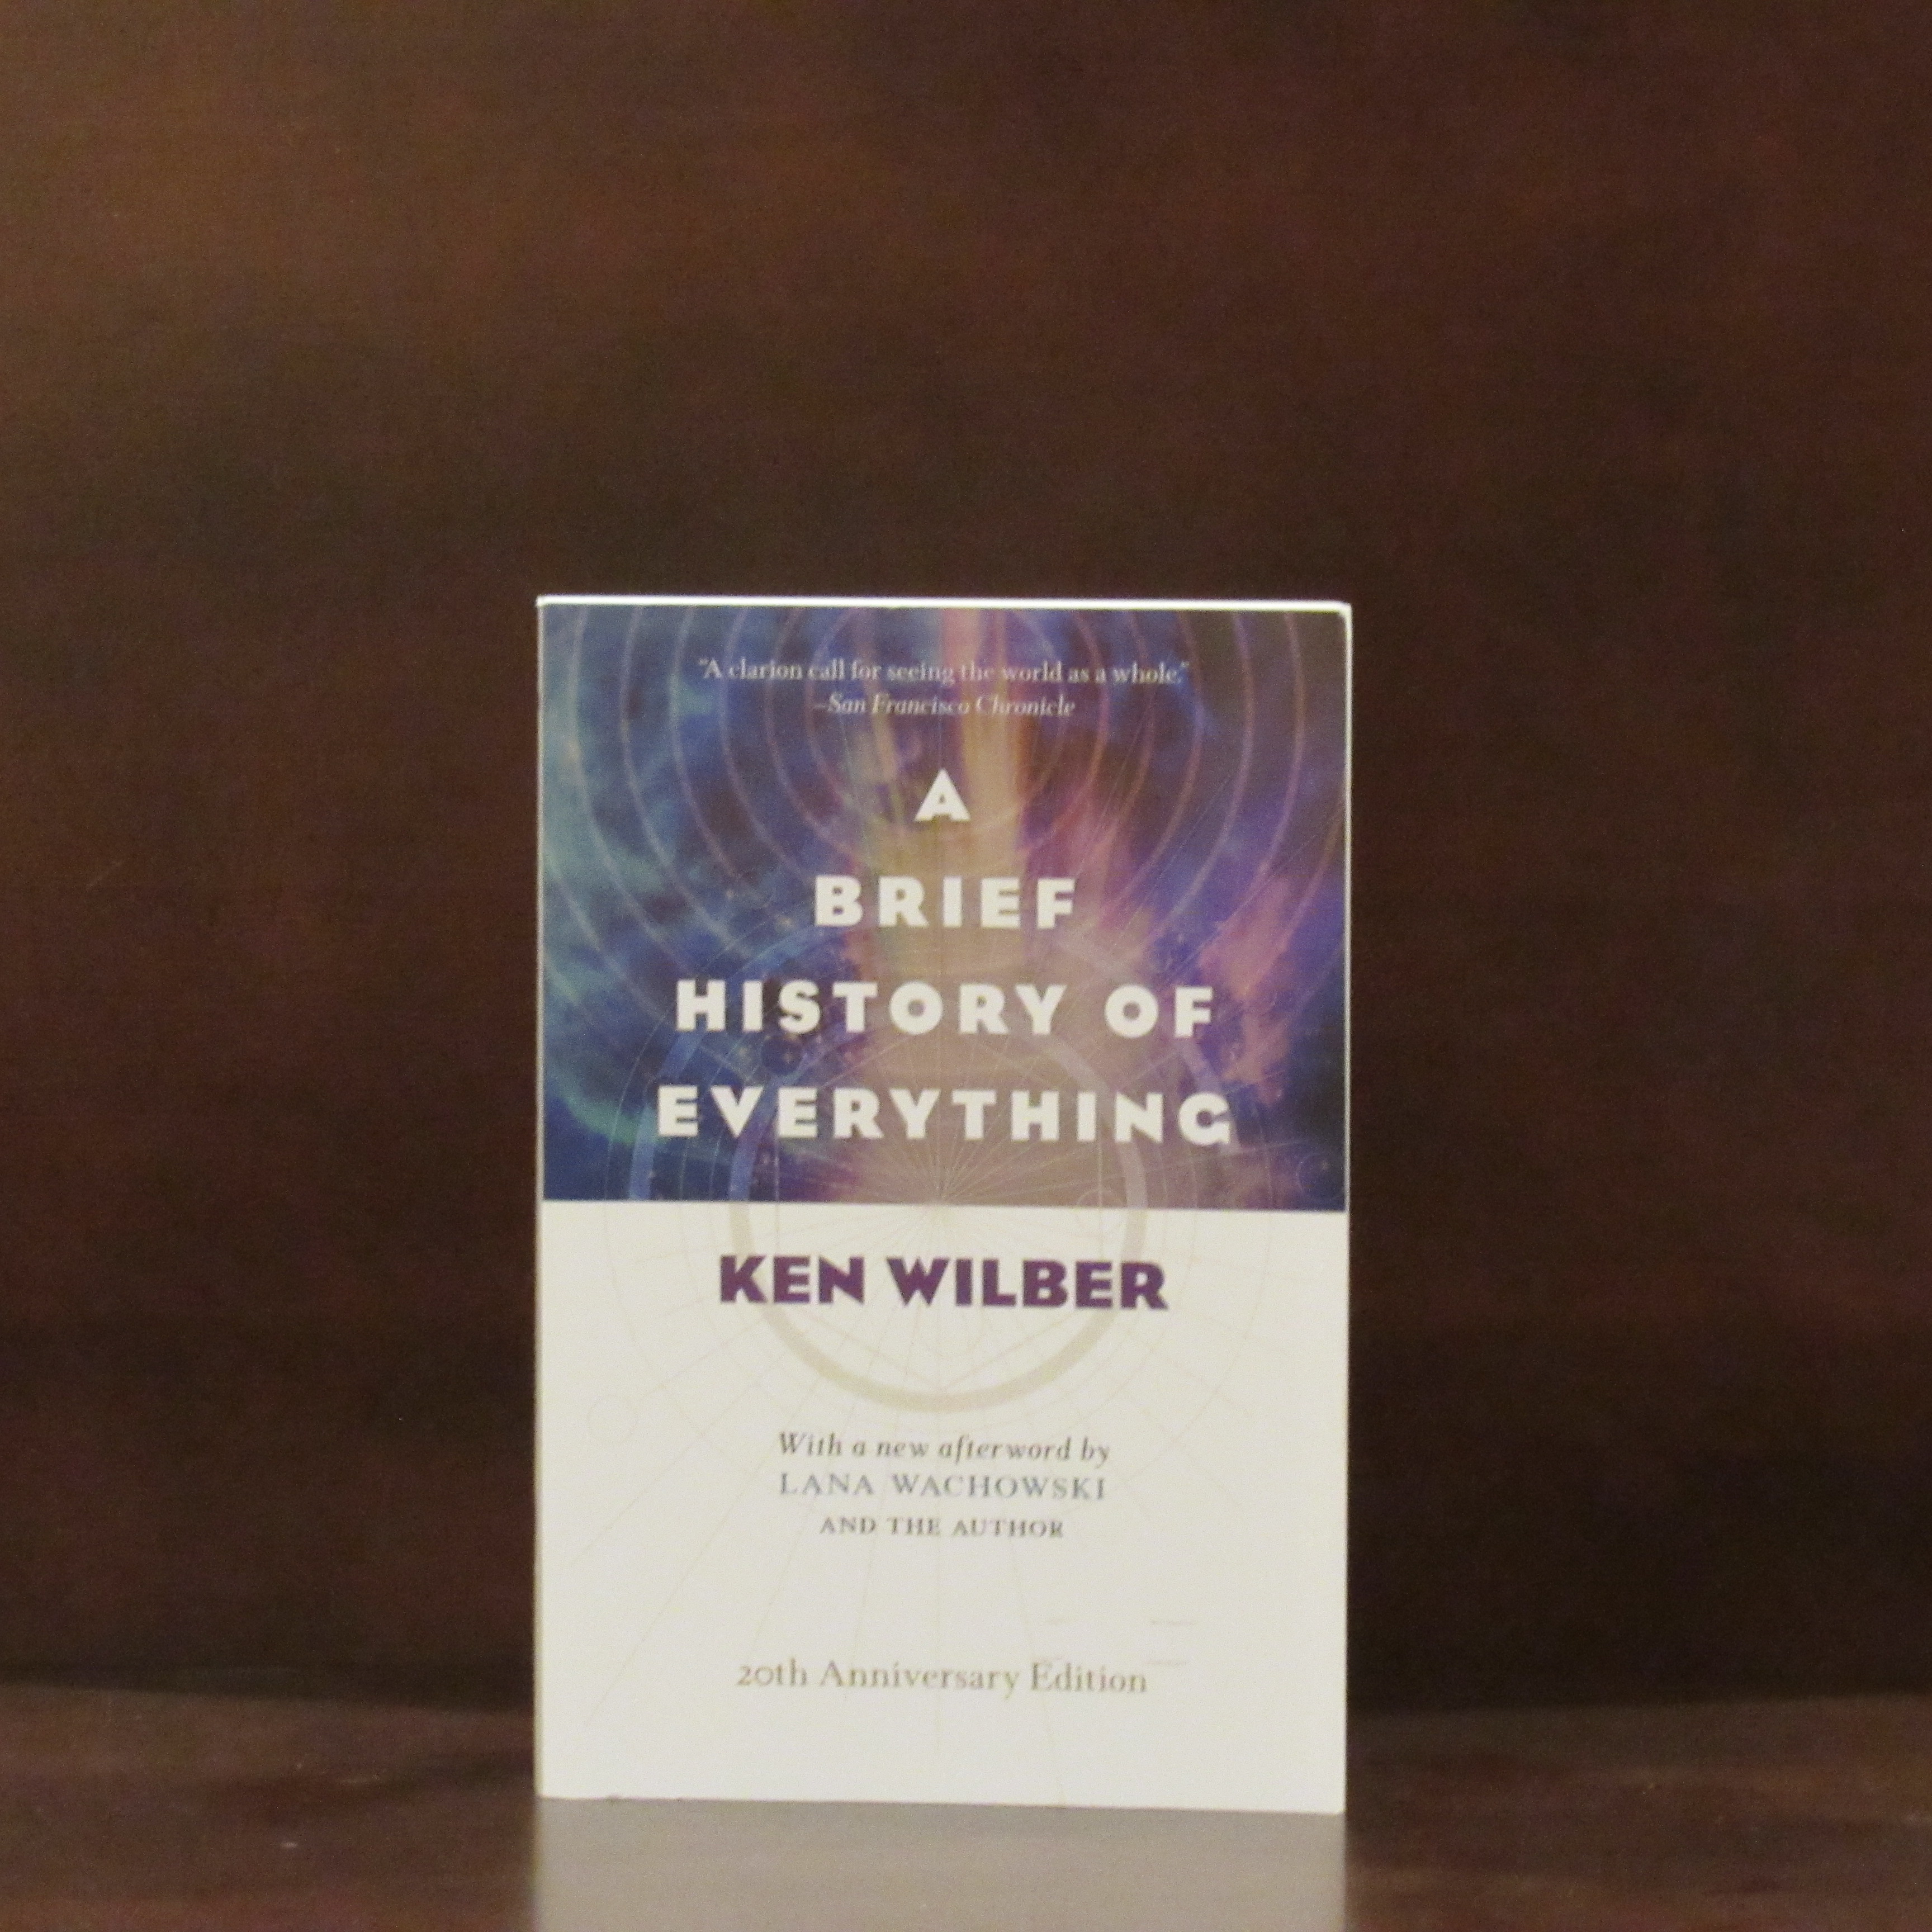 "A clarion call for seeing the world as a whole."
—San Francisco Chronicle
A
BRIEF
HISTORY OF
EVERYTHING
KEN WILBER
With a new afterword by
LANA WACHOWSKI
AND THE AUTHOR
20th Anniversary Edition